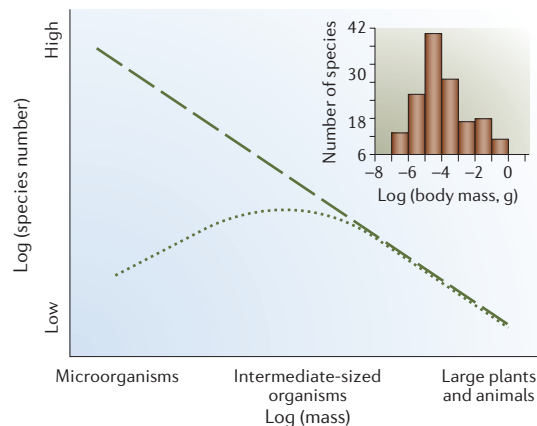 High
Low
Log (species number)
Microorganisms
Intermediate-sized
organisms
Large plants
and animals
Log (mass)
Number of species
42
30
18
6
−8
−6
−4
−2
0
Log (body mass, g)